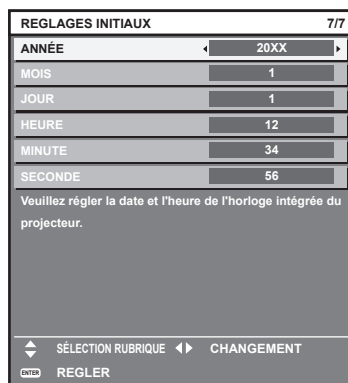 REGLAGES INITIAUX 7/7
ANNÉE 20XX
MOIS 1
JOUR 1
HEURE 12
MINUTE 34
SECONDE 56
Veuillez régler la date et l'heure de l'horloge intégrée du
projecteur.
SÉLECTION RUBRIQUE CHANGEMENT
ENTER REGLER